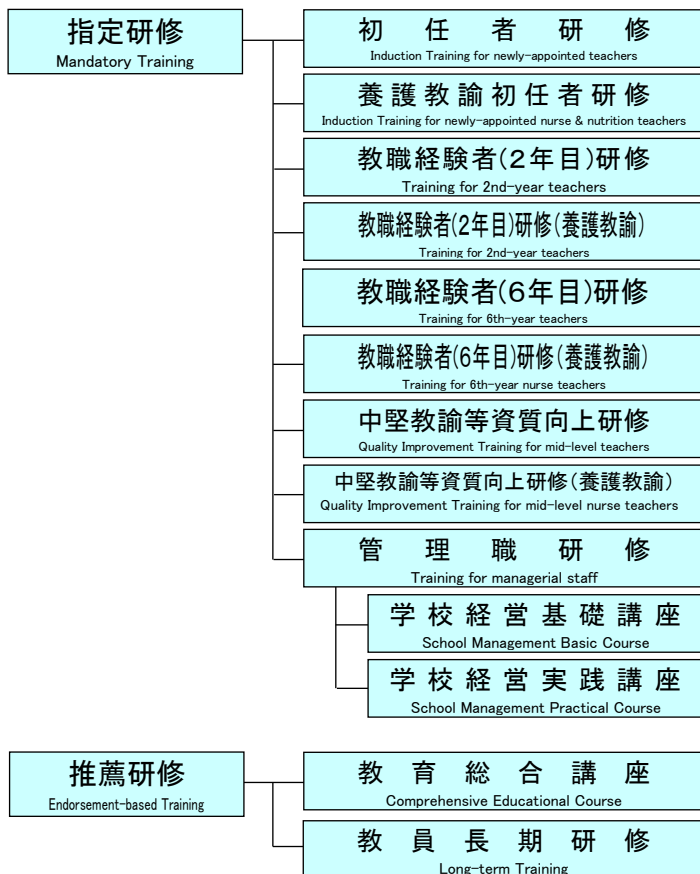 指定研修
Mandatory Training
初任者研修
Induction Training for newly-appointed teachers
養護教諭初任者研修
Induction Training for newly-appointed nurse & nutrition teachers
教職経験者(2年目)研修
Training for 2nd-year teachers
教職経験者(2年目)研修(養護教諭)
Training for 2nd-year teachers
教職経験者(6年目)研修
Training for 6th-year teachers
教職経験者(6年目)研修(養護教諭)
Training for 6th-year nurse teachers
中堅教諭等資質向上研修
Quality Improvement Training for mid-level teachers
中堅教諭等資質向上研修(養護教諭)
Quality Improvement Training for mid-level nurse teachers
管理職研修
Training for managerial staff
学校経営基礎講座
School Management Basic Course
学校経営実践講座
School Management Practical Course
推薦研修
Endorsement-based Training
教育総合講座
Comprehensive Educational Course
教員長期研修
Long-term Training